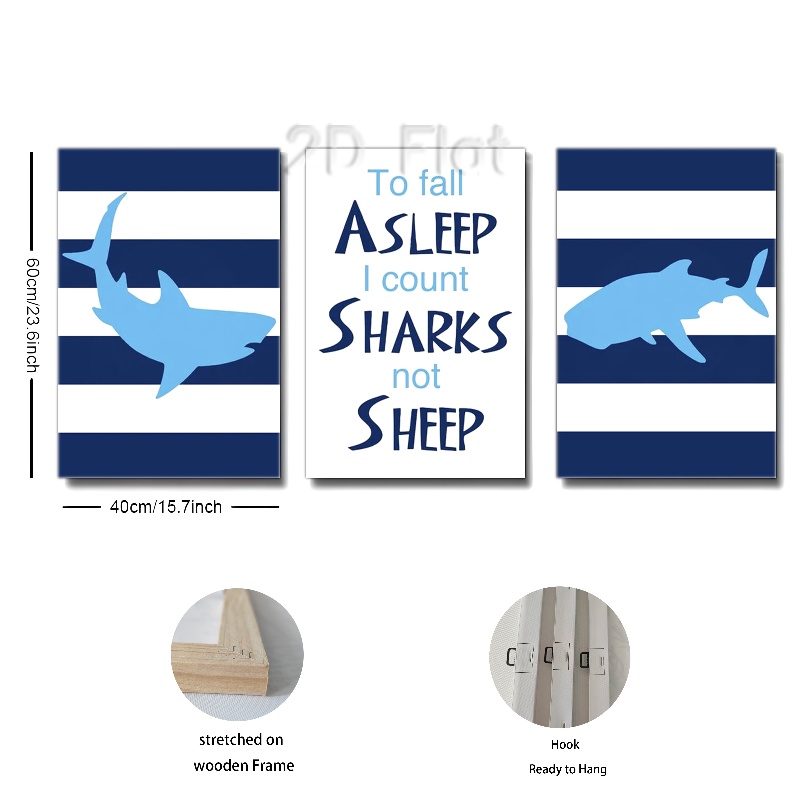 2D Flat
To fall
ASLEEP
I count
SHARKS
not
SHEEP
60cm/23.6inch
40cm/15.7inch
stretched on
wooden Frame
Hook
Ready to Hang